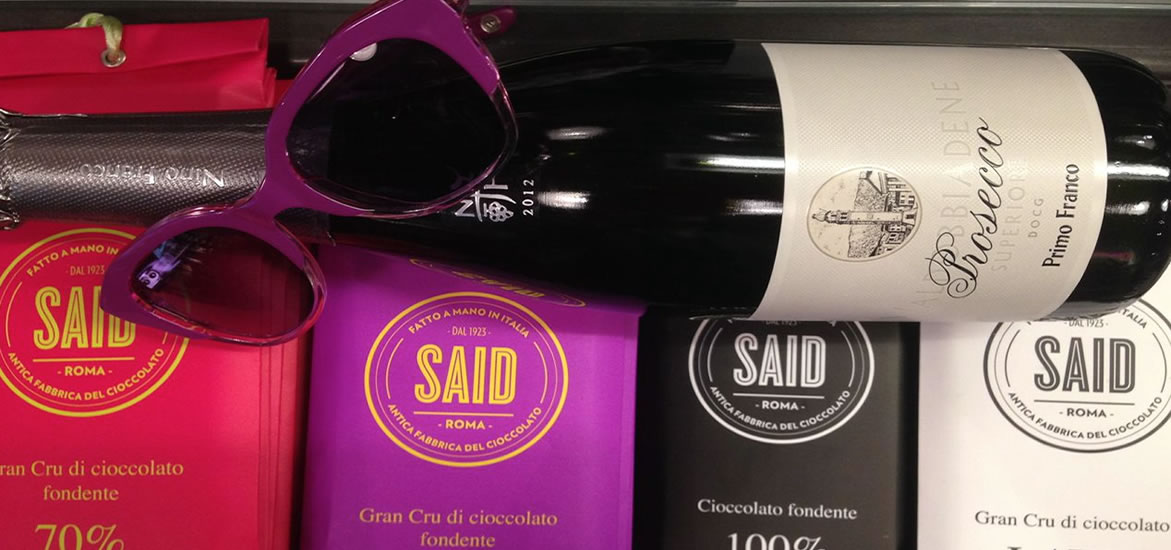 Nino Franco
N F
2012
VALDOBBIADENE
Prosecco
SUPERIORE
DOCG
Primo Franco
FATTO A MANO IN ITALIA
- DAL 1923 -
SAID
- ROMA -
ANTICA FABBRICA DEL CIOCCOLATO
Gran Cru di cioccolato
fondente
70%
FATTO A MANO IN ITALIA
- DAL 1923 -
SAID
- ROMA -
ANTICA FABBRICA DEL CIOCCOLATO
Gran Cru di cioccolato
fondente
SAID
- ROMA -
ANTICA FABBRICA DEL CIOCCOLATO
Cioccolato fondente
100%
- DAL 1923 -
SAID
- ROMA -
ANTICA FABBRICA DEL CIOCCOLATO
Gran Cru di cioccolato